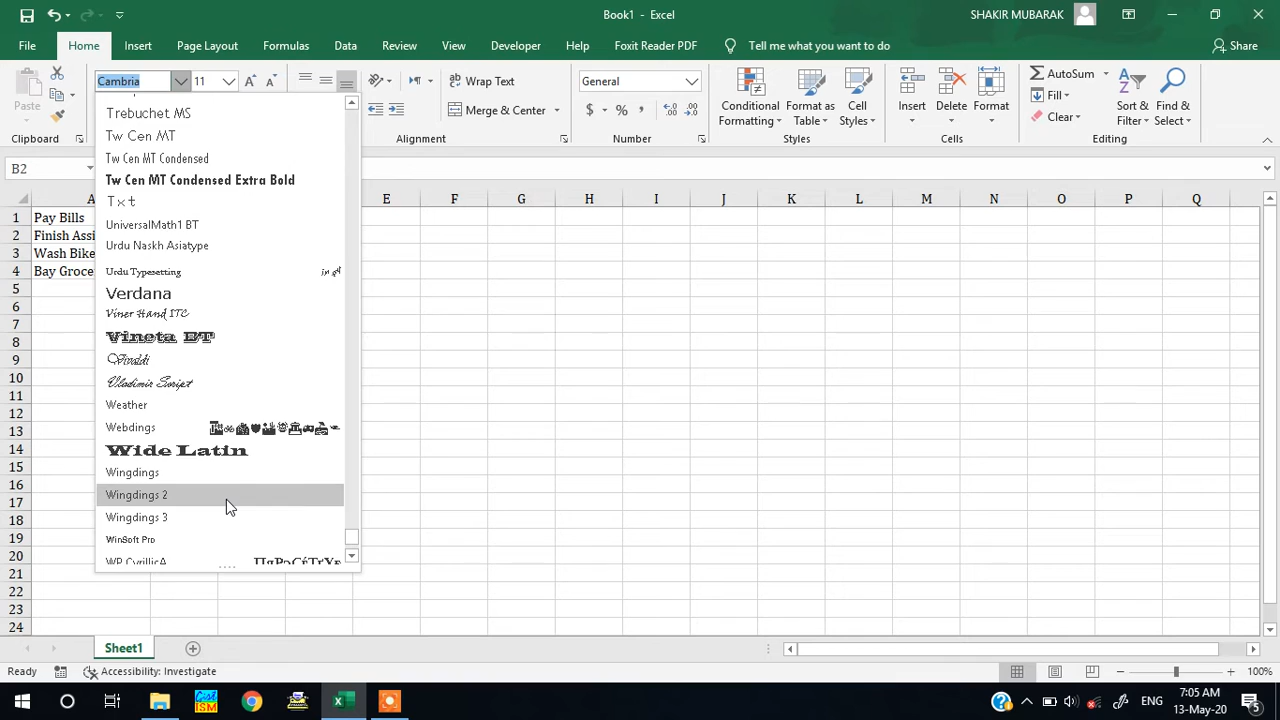 Book1 - Excel
SHAKIR MUBARAK
File Home Insert Page Layout Formulas Data Review View Developer Help Foxit Reader PDF Tell me what you want to do Share
Cambria 11 Wrap Text General
Paste Merge & Center $ % ,
Conditional Formatting Format as Table Cell Styles Insert Delete Format
AutoSum
Fill
Clear
Sort & Filter Find & Select
Clipboard Alignment Number Styles Cells Editing
B2
A E F G H I J K L M N O P Q
1 Pay Bills
2 Finish Assi
3 Wash Bike
4 Bay Groce
5
6
7
8
9
10
11
12
13
14
15
16
17
18
19
20
21
22
23
24
Trebuchet MS
Tw Cen MT
Tw Cen MT Condensed
Tw Cen MT Condensed Extra Bold
Txt
UniversalMath1 BT
Urdu Naskh Asiatype
Urdu Typesetting
Verdana
Viner Hand ITC
Vineta BT
Vivaldi
Vladimir Script
Weather
Webdings
Wide Latin
Wingdings
Wingdings 2
Wingdings 3
WinSoft Pro
WP CyrillicA
Sheet1
Ready Accessibility: Investigate 100%
ENG 7:05 AM
13-May-20 5